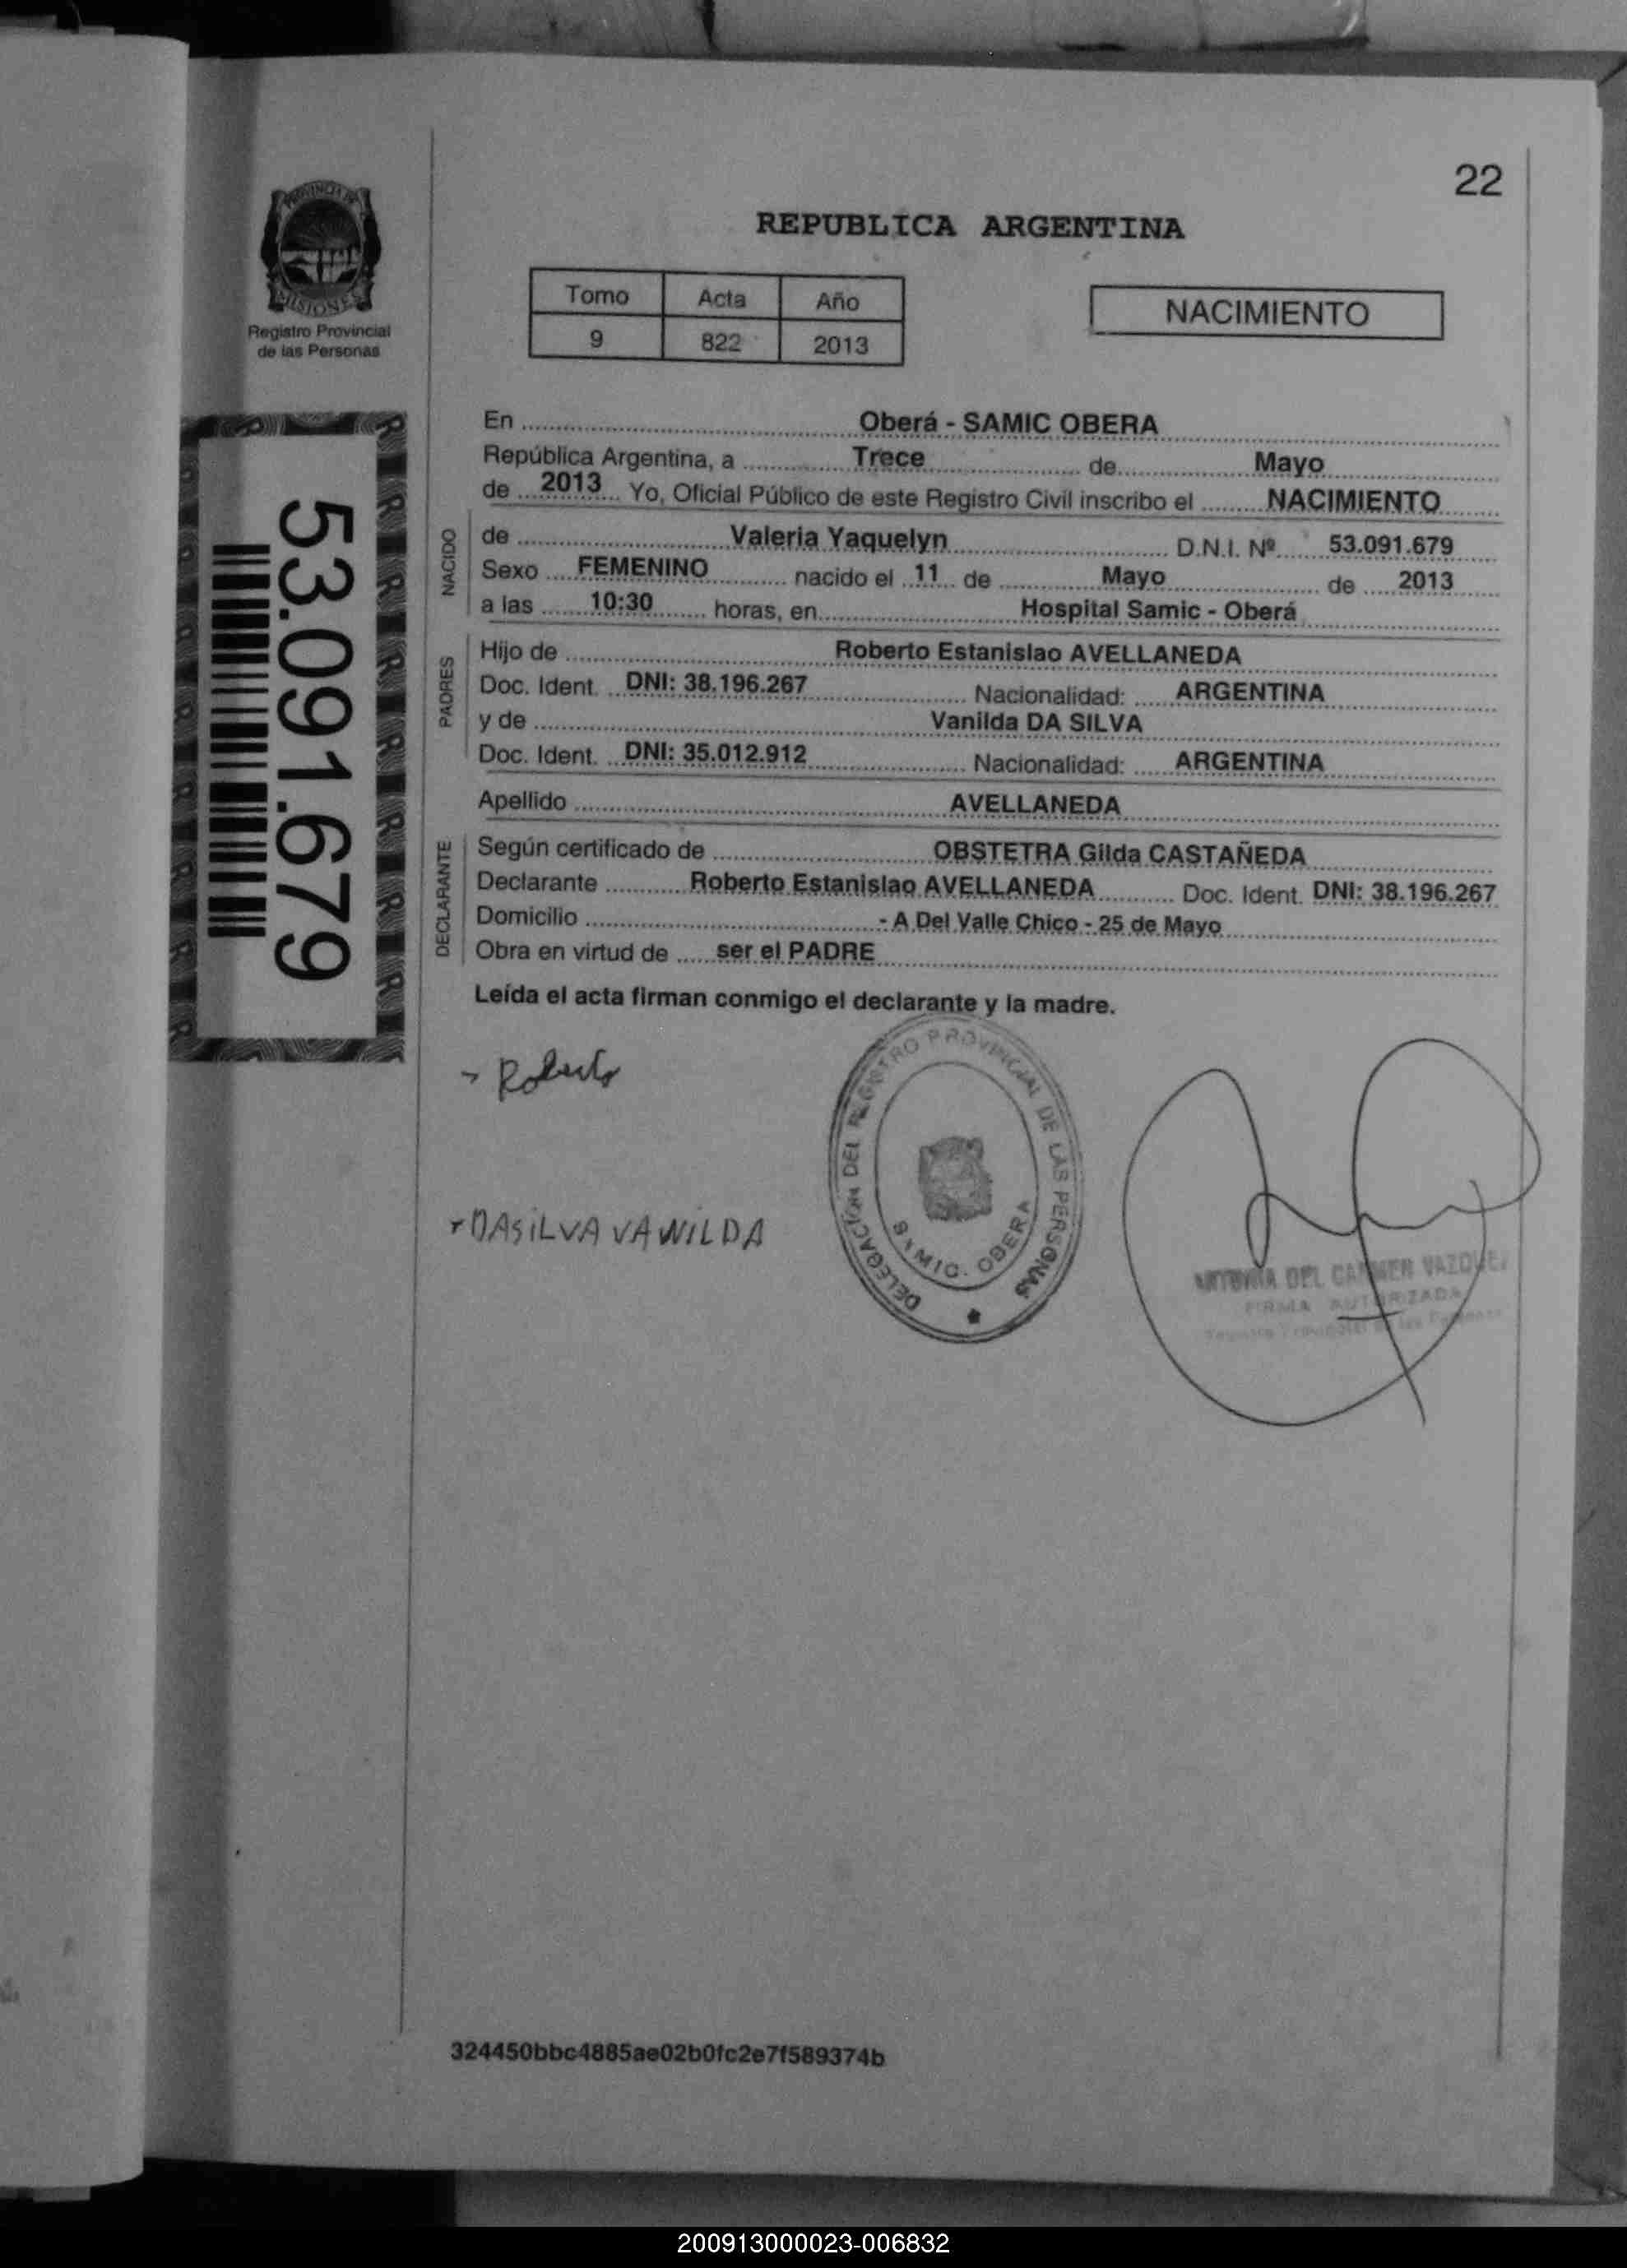 22
PROVINCIA DE
MISIONES
Registro Provincial
de las Personas
REPUBLICA ARGENTINA
Tomo Acta Año
9 822 2013
NACIMIENTO
53.091.679
En Oberá - SAMIC OBERA
República Argentina, a Trece de Mayo
de 2013 Yo, Oficial Público de este Registro Civil inscribo el NACIMIENTO
NACIDO
de Valeria Yaquelyn D.N.I. Nº 53.091.679
Sexo FEMENINO nacido el 11 de Mayo de 2013
a las 10:30 horas, en Hospital Samic - Oberá
PADRES
Hijo de Roberto Estanislao AVELLANEDA
Doc. Ident. DNI: 38.196.267 Nacionalidad: ARGENTINA
y de Vanilda DA SILVA
Doc. Ident. DNI: 35.012.912 Nacionalidad: ARGENTINA
Apellido AVELLANEDA
DECLARANTE
Según certificado de OBSTETRA Gilda CASTAÑEDA
Declarante Roberto Estanislao AVELLANEDA Doc. Ident. DNI: 38.196.267
Domicilio - A Del Valle Chico - 25 de Mayo
Obra en virtud de ser el PADRE
Leída el acta firman conmigo el declarante y la madre.
Roberto
DASILVA VANILDA
DELEGACION DEL REGISTRO PROVINCIAL DE LAS PERSONAS
SAMIC. OBERA
DEL CARMEN
FIRMA AUTORIZADA
324450bbc4885ae02b0fc2e7f589374b
200913000023-006832